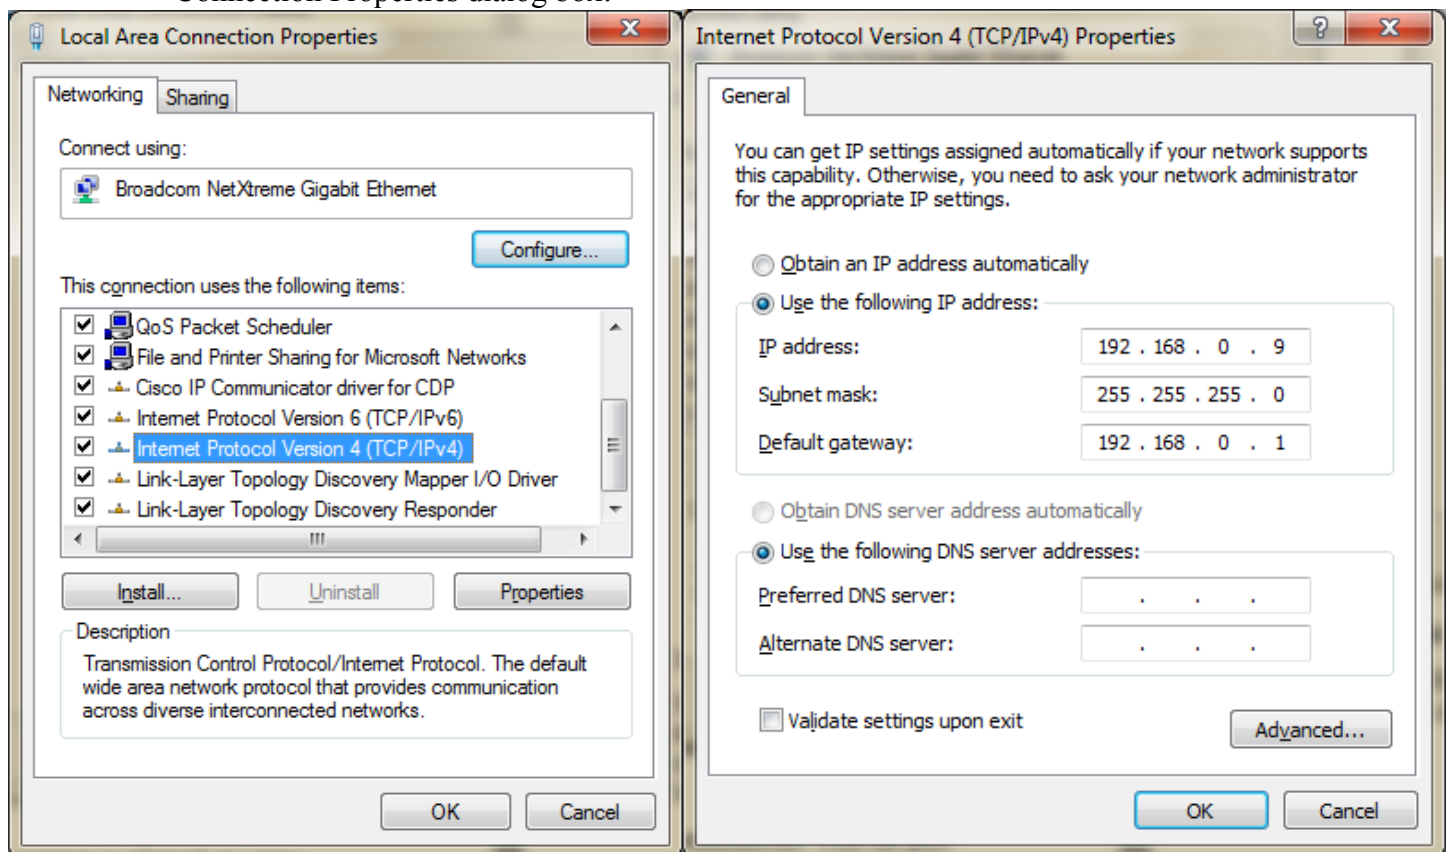 Connection Properties dialog box.
Local Area Connection Properties
Networking
Sharing
Connect using:
Broadcom NetXtreme Gigabit Ethernet
Configure...
This connection uses the following items:
QoS Packet Scheduler
File and Printer Sharing for Microsoft Networks
Cisco IP Communicator driver for CDP
Internet Protocol Version 6 (TCP/IPv6)
Internet Protocol Version 4 (TCP/IPv4)
Link-Layer Topology Discovery Mapper I/O Driver
Link-Layer Topology Discovery Responder
Install...
Uninstall
Properties
Description
Transmission Control Protocol/Internet Protocol. The default
wide area network protocol that provides communication
across diverse interconnected networks.
OK
Cancel
Internet Protocol Version 4 (TCP/IPv4) Properties
General
You can get IP settings assigned automatically if your network supports
this capability. Otherwise, you need to ask your network administrator
for the appropriate IP settings.
Obtain an IP address automatically
Use the following IP address:
IP address: 192 . 168 . 0 . 9
Subnet mask: 255 . 255 . 255 . 0
Default gateway: 192 . 168 . 0 . 1
Obtain DNS server address automatically
Use the following DNS server addresses:
Preferred DNS server: . . .
Alternate DNS server: . . .
Validate settings upon exit
Advanced...
OK
Cancel